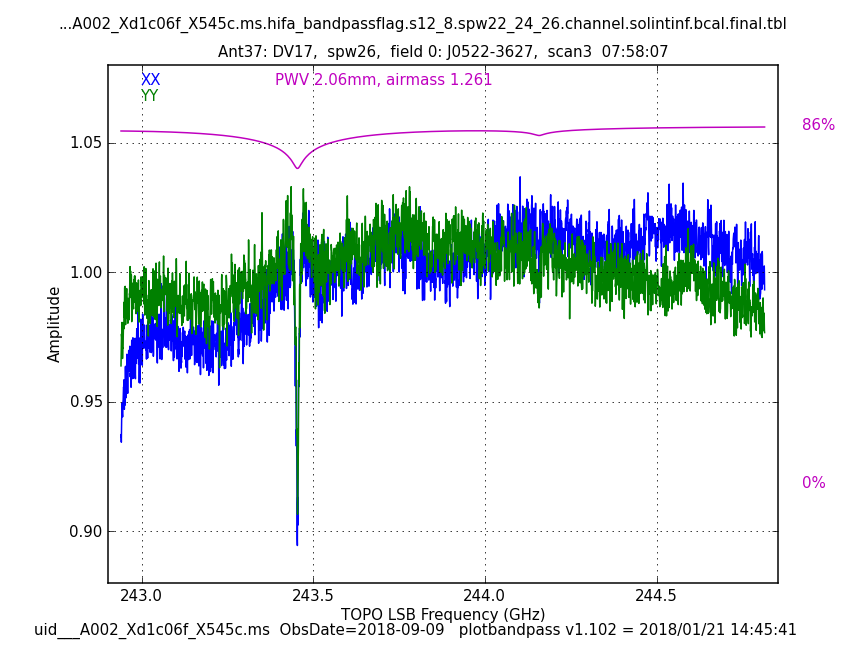 ...A002_Xd1c06f_X545c.ms.hifa_bandpassflag.s12_8.spw22_24_26.channel.solintinf.bcal.final.tbl
Ant37: DV17,  spw26,  field 0: J0522-3627,  scan3  07:58:07
XX
PWV 2.06mm, airmass 1.261
YY
86%
1.05
1.00
Amplitude
0.95
0%
0.90
243.0
243.5
244.0
244.5
TOPO LSB Frequency (GHz)
uid___A002_Xd1c06f_X545c.ms  ObsDate=2018-09-09   plotbandpass v1.102 = 2018/01/21 14:45:41